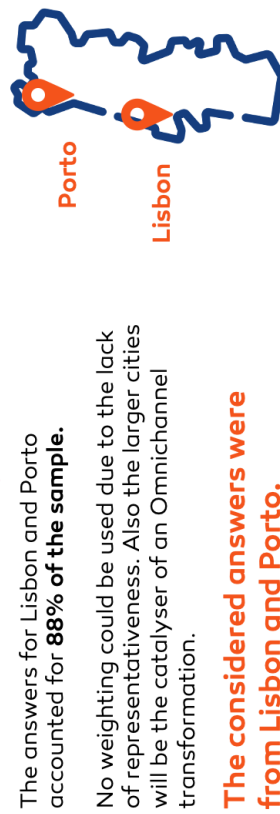 The answers for Lisbon and Porto
accounted for 88% of the sample.
No weighting could be used due to the lack
of representativeness. Also the larger cities
will be the catalyser of an Omnichannel
transformation.
The considered answers were
from Lisbon and Porto.
Porto
Lisbon